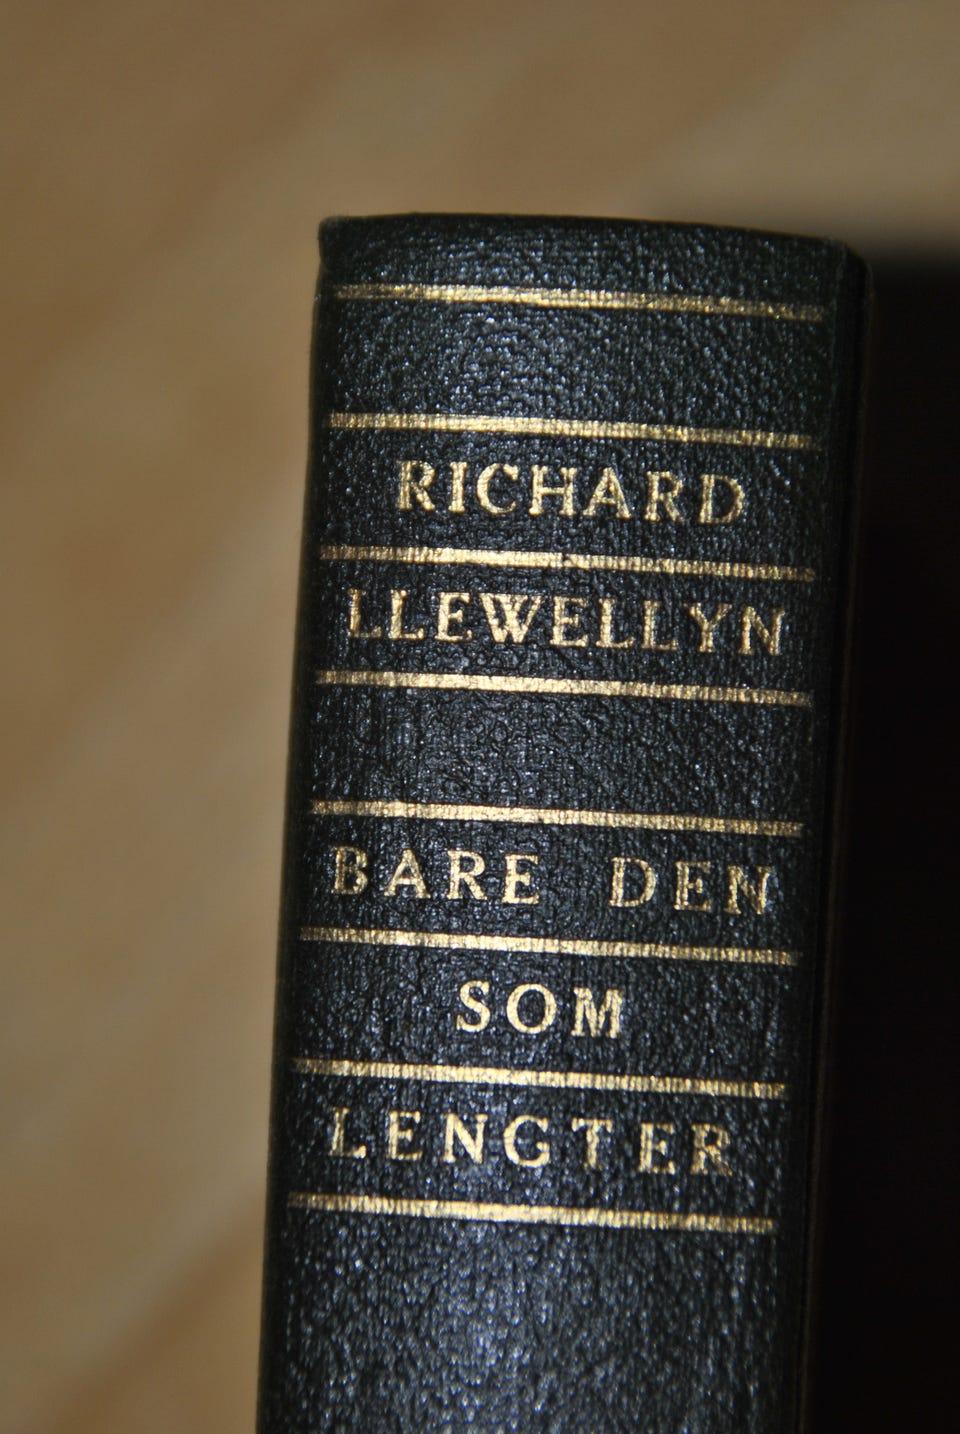 RICHARD
LLEWELLYN
BARE DEN
SOM
LENGTER